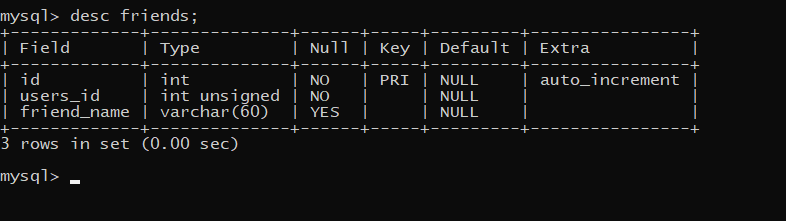 mysql> desc friends;
+-------------+--------------+------+-----+---------+----------------+
| Field       | Type         | Null | Key | Default | Extra          |
+-------------+--------------+------+-----+---------+----------------+
| id          | int          | NO   | PRI | NULL    | auto_increment |
| users_id    | int unsigned | NO   |     | NULL    |                |
| friend_name | varchar(60)  | YES  |     | NULL    |                |
+-------------+--------------+------+-----+---------+----------------+
3 rows in set (0.00 sec)
mysql> _